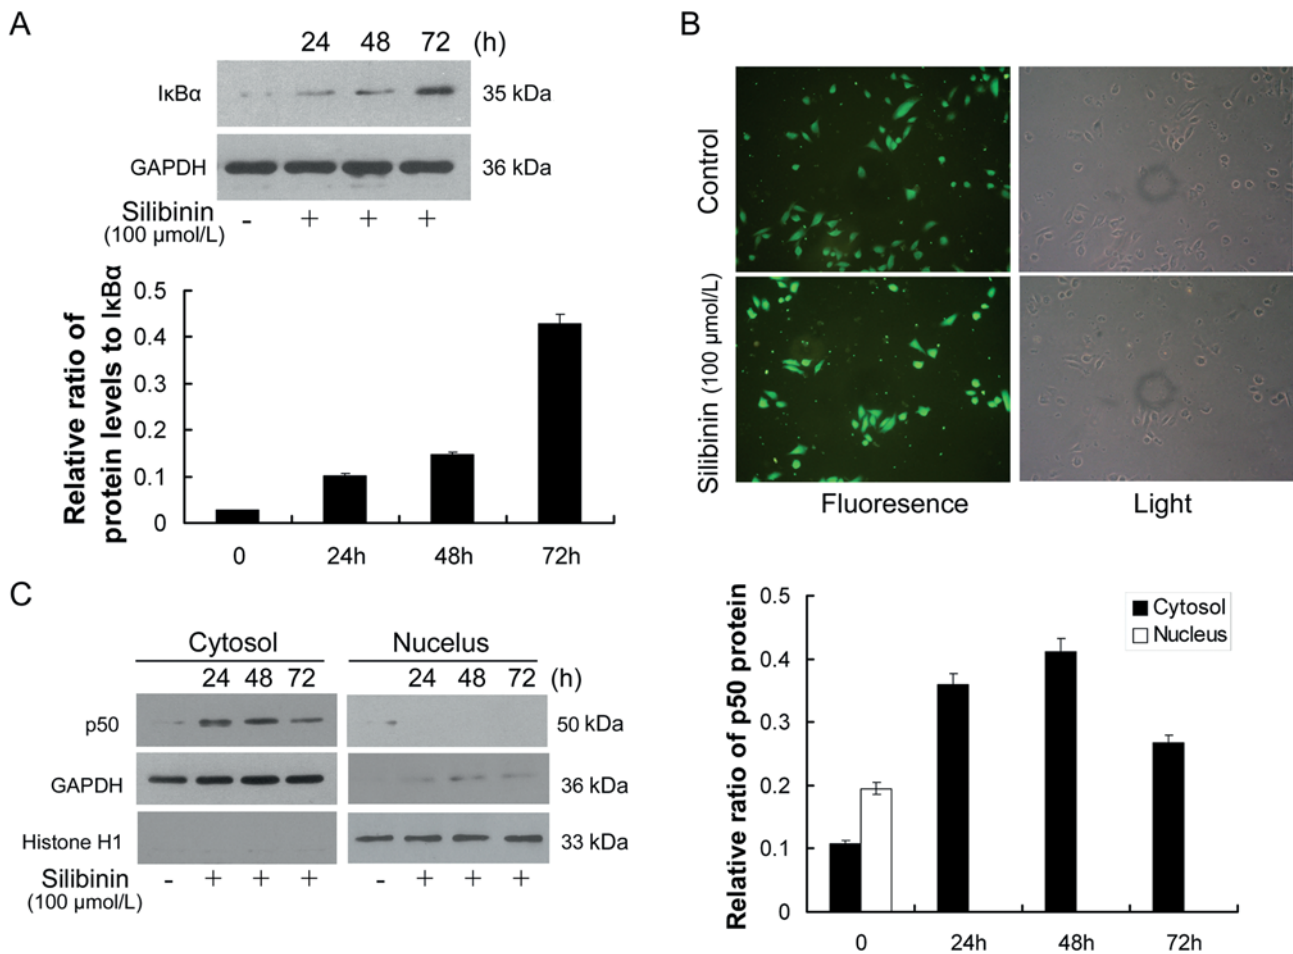 A
24 48 72 (h)
IκBα
35 kDa
GAPDH
36 kDa
Silibinin - + + +
(100 μmol/L)
Relative ratio of
protein levels to IκBα
0.5
0.4
0.3
0.2
0.1
0
0 24h 48h 72h
B
Control
Silibinin (100 μmol/L)
Fluoresence Light
C
Cytosol Nucelus
24 48 72 24 48 72 (h)
p50
50 kDa
GAPDH
36 kDa
Histone H1
33 kDa
Silibinin - + + + - + + +
(100 μmol/L)
Relative ratio of p50 protein
0.5
0.4
0.3
0.2
0.1
0
Cytosol
Nucleus
0 24h 48h 72h